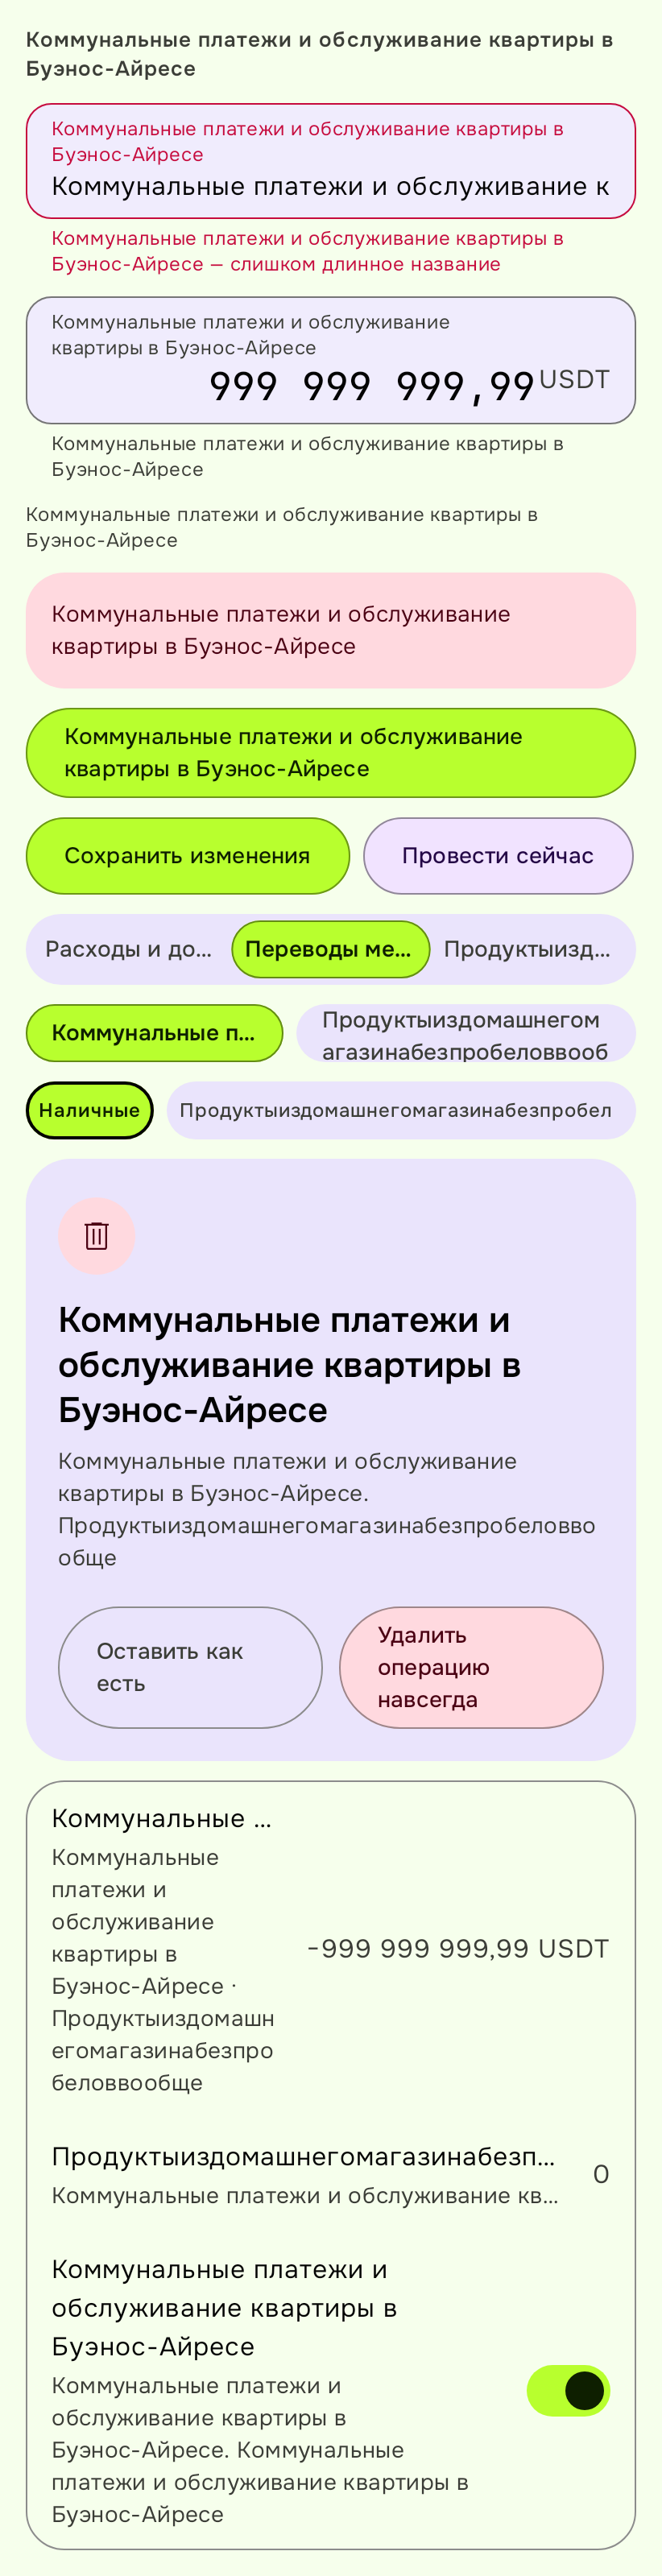 Коммунальные платежи и обслуживание квартиры в
Буэнос-Айресе
Коммунальные платежи и обслуживание квартиры в
Буэнос-Айресе
Коммунальные платежи и обслуживание к
Коммунальные платежи и обслуживание квартиры в
Буэнос-Айресе — слишком длинное название
Коммунальные платежи и обслуживание
квартиры в Буэнос-Айресе
999 999 999,99 USDT
Коммунальные платежи и обслуживание квартиры в
Буэнос-Айресе
Коммунальные платежи и обслуживание квартиры в
Буэнос-Айресе
Коммунальные платежи и обслуживание
квартиры в Буэнос-Айресе
Коммунальные платежи и обслуживание
квартиры в Буэнос-Айресе
Сохранить изменения Провести сейчас
Расходы и до... Переводы ме... Продуктыизд...
Коммунальные п...
Продуктыиздомашнегом
агазинабезпробеловвооб
Наличные Продуктыиздомашнегомагазинабезпробел
Коммунальные платежи и
обслуживание квартиры в
Буэнос-Айресе
Коммунальные платежи и обслуживание
квартиры в Буэнос-Айресе.
Продуктыиздомашнегомагазинабезпробеловво
обще
Оставить как
есть
Удалить
операцию
навсегда
Коммунальные ...
Коммунальные
платежи и
обслуживание
квартиры в
Буэнос-Айресе ·
Продуктыиздомашн
егомагазинабезпро
беловвообще
-999 999 999,99 USDT
Продуктыиздомашнегомагазинабезп...
Коммунальные платежи и обслуживание кв...
0
Коммунальные платежи и
обслуживание квартиры в
Буэнос-Айресе
Коммунальные платежи и
обслуживание квартиры в
Буэнос-Айресе. Коммунальные
платежи и обслуживание квартиры в
Буэнос-Айресе